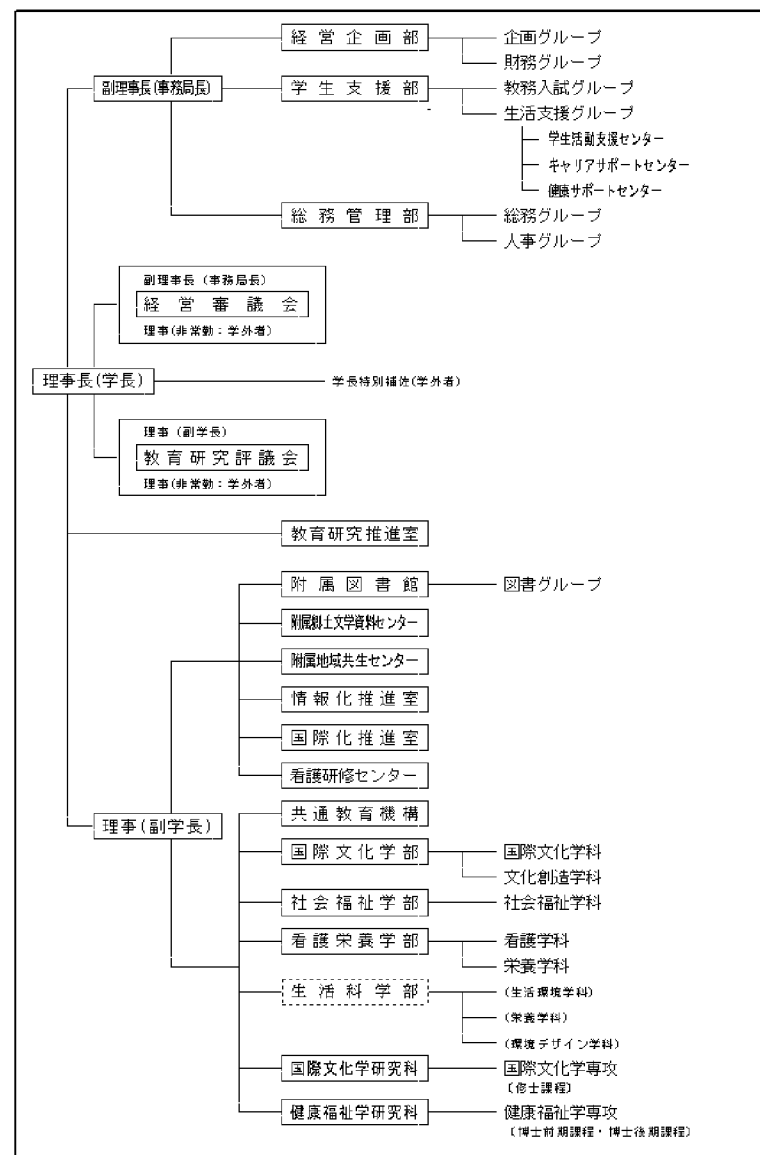 経営企画部 企画グループ
財務グループ
副理事長(事務局長) 学生支援部 教務入試グループ
生活支援グループ
学生活動支援センター
キャリアサポートセンター
健康サポートセンター
総務管理部 総務グループ
人事グループ
副理事長(事務局長)
経営審議会
理事(非常勤:学外者)
理事長(学長) 学長特別補佐(学外者)
理事(副学長)
教育研究評議会
理事(非常勤:学外者)
教育研究推進室
附属図書館 図書グループ
附属郷土文学資料センター
附属地域共生センター
情報化推進室
国際化推進室
看護研修センター
共通教育機構
理事(副学長)
国際文化学部 国際文化学科
文化創造学科
社会福祉学部 社会福祉学科
看護栄養学部 看護学科
栄養学科
生活科学部 (生活環境学科)
(栄養学科)
(環境デザイン学科)
国際文化学研究科 国際文化学専攻
(修士課程)
健康福祉学研究科 健康福祉学専攻
(博士前期課程・博士後期課程)